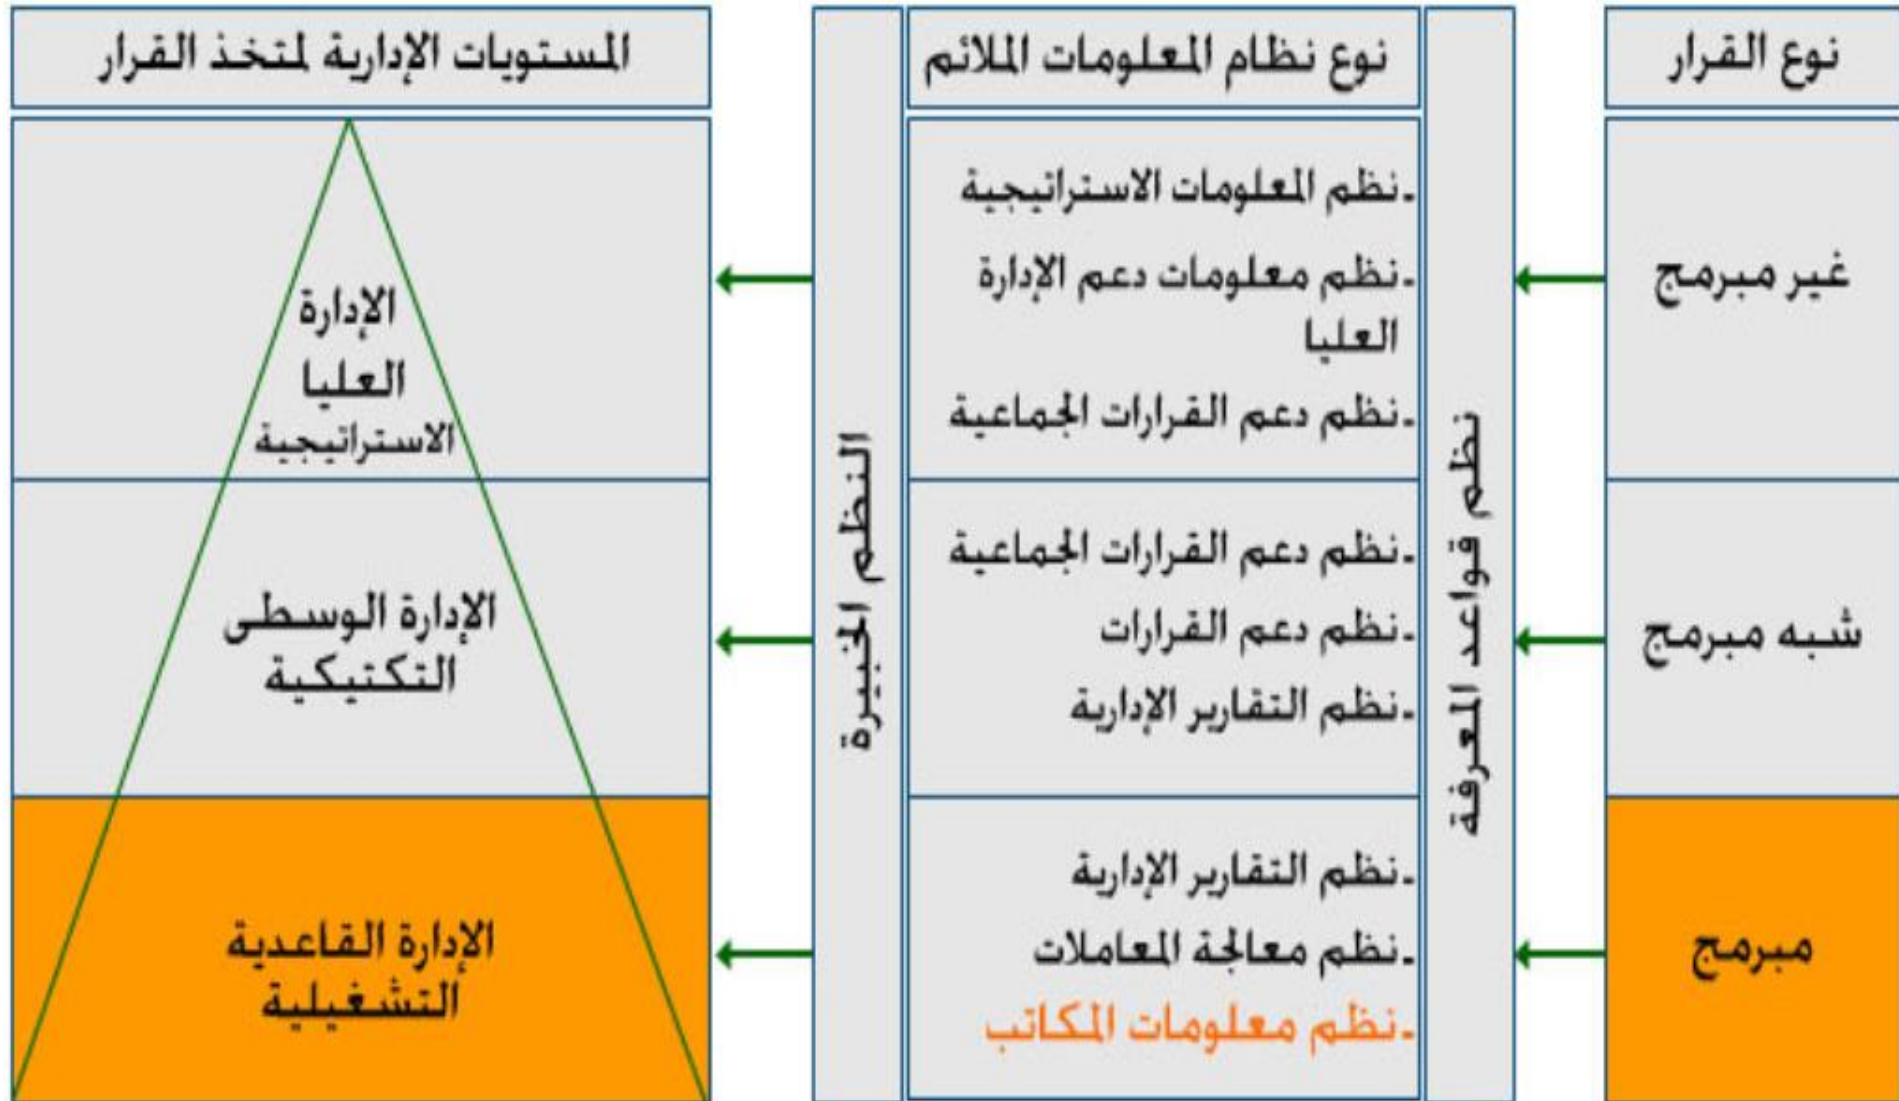 نوع القرار
نوع نظام المعلومات الملائم
المستويات الإدارية لمتخذ القرار
غير مبرمج
نظم قواعد المعرفة
-نظم المعلومات الاستراتيجية
-نظم معلومات دعم الإدارة
العليا
-نظم دعم القرارات الجماعية
النظم الخبيرة
الإدارة
العليا
الاستراتيجية
شبه مبرمج
-نظم دعم القرارات الجماعية
-نظم دعم القرارات
-نظم التقارير الإدارية
الإدارة الوسطى
التكتيكية
مبرمج
-نظم التقارير الإدارية
-نظم معالجة المعاملات
-نظم معلومات المكاتب
الإدارة القاعدية
التشغيلية